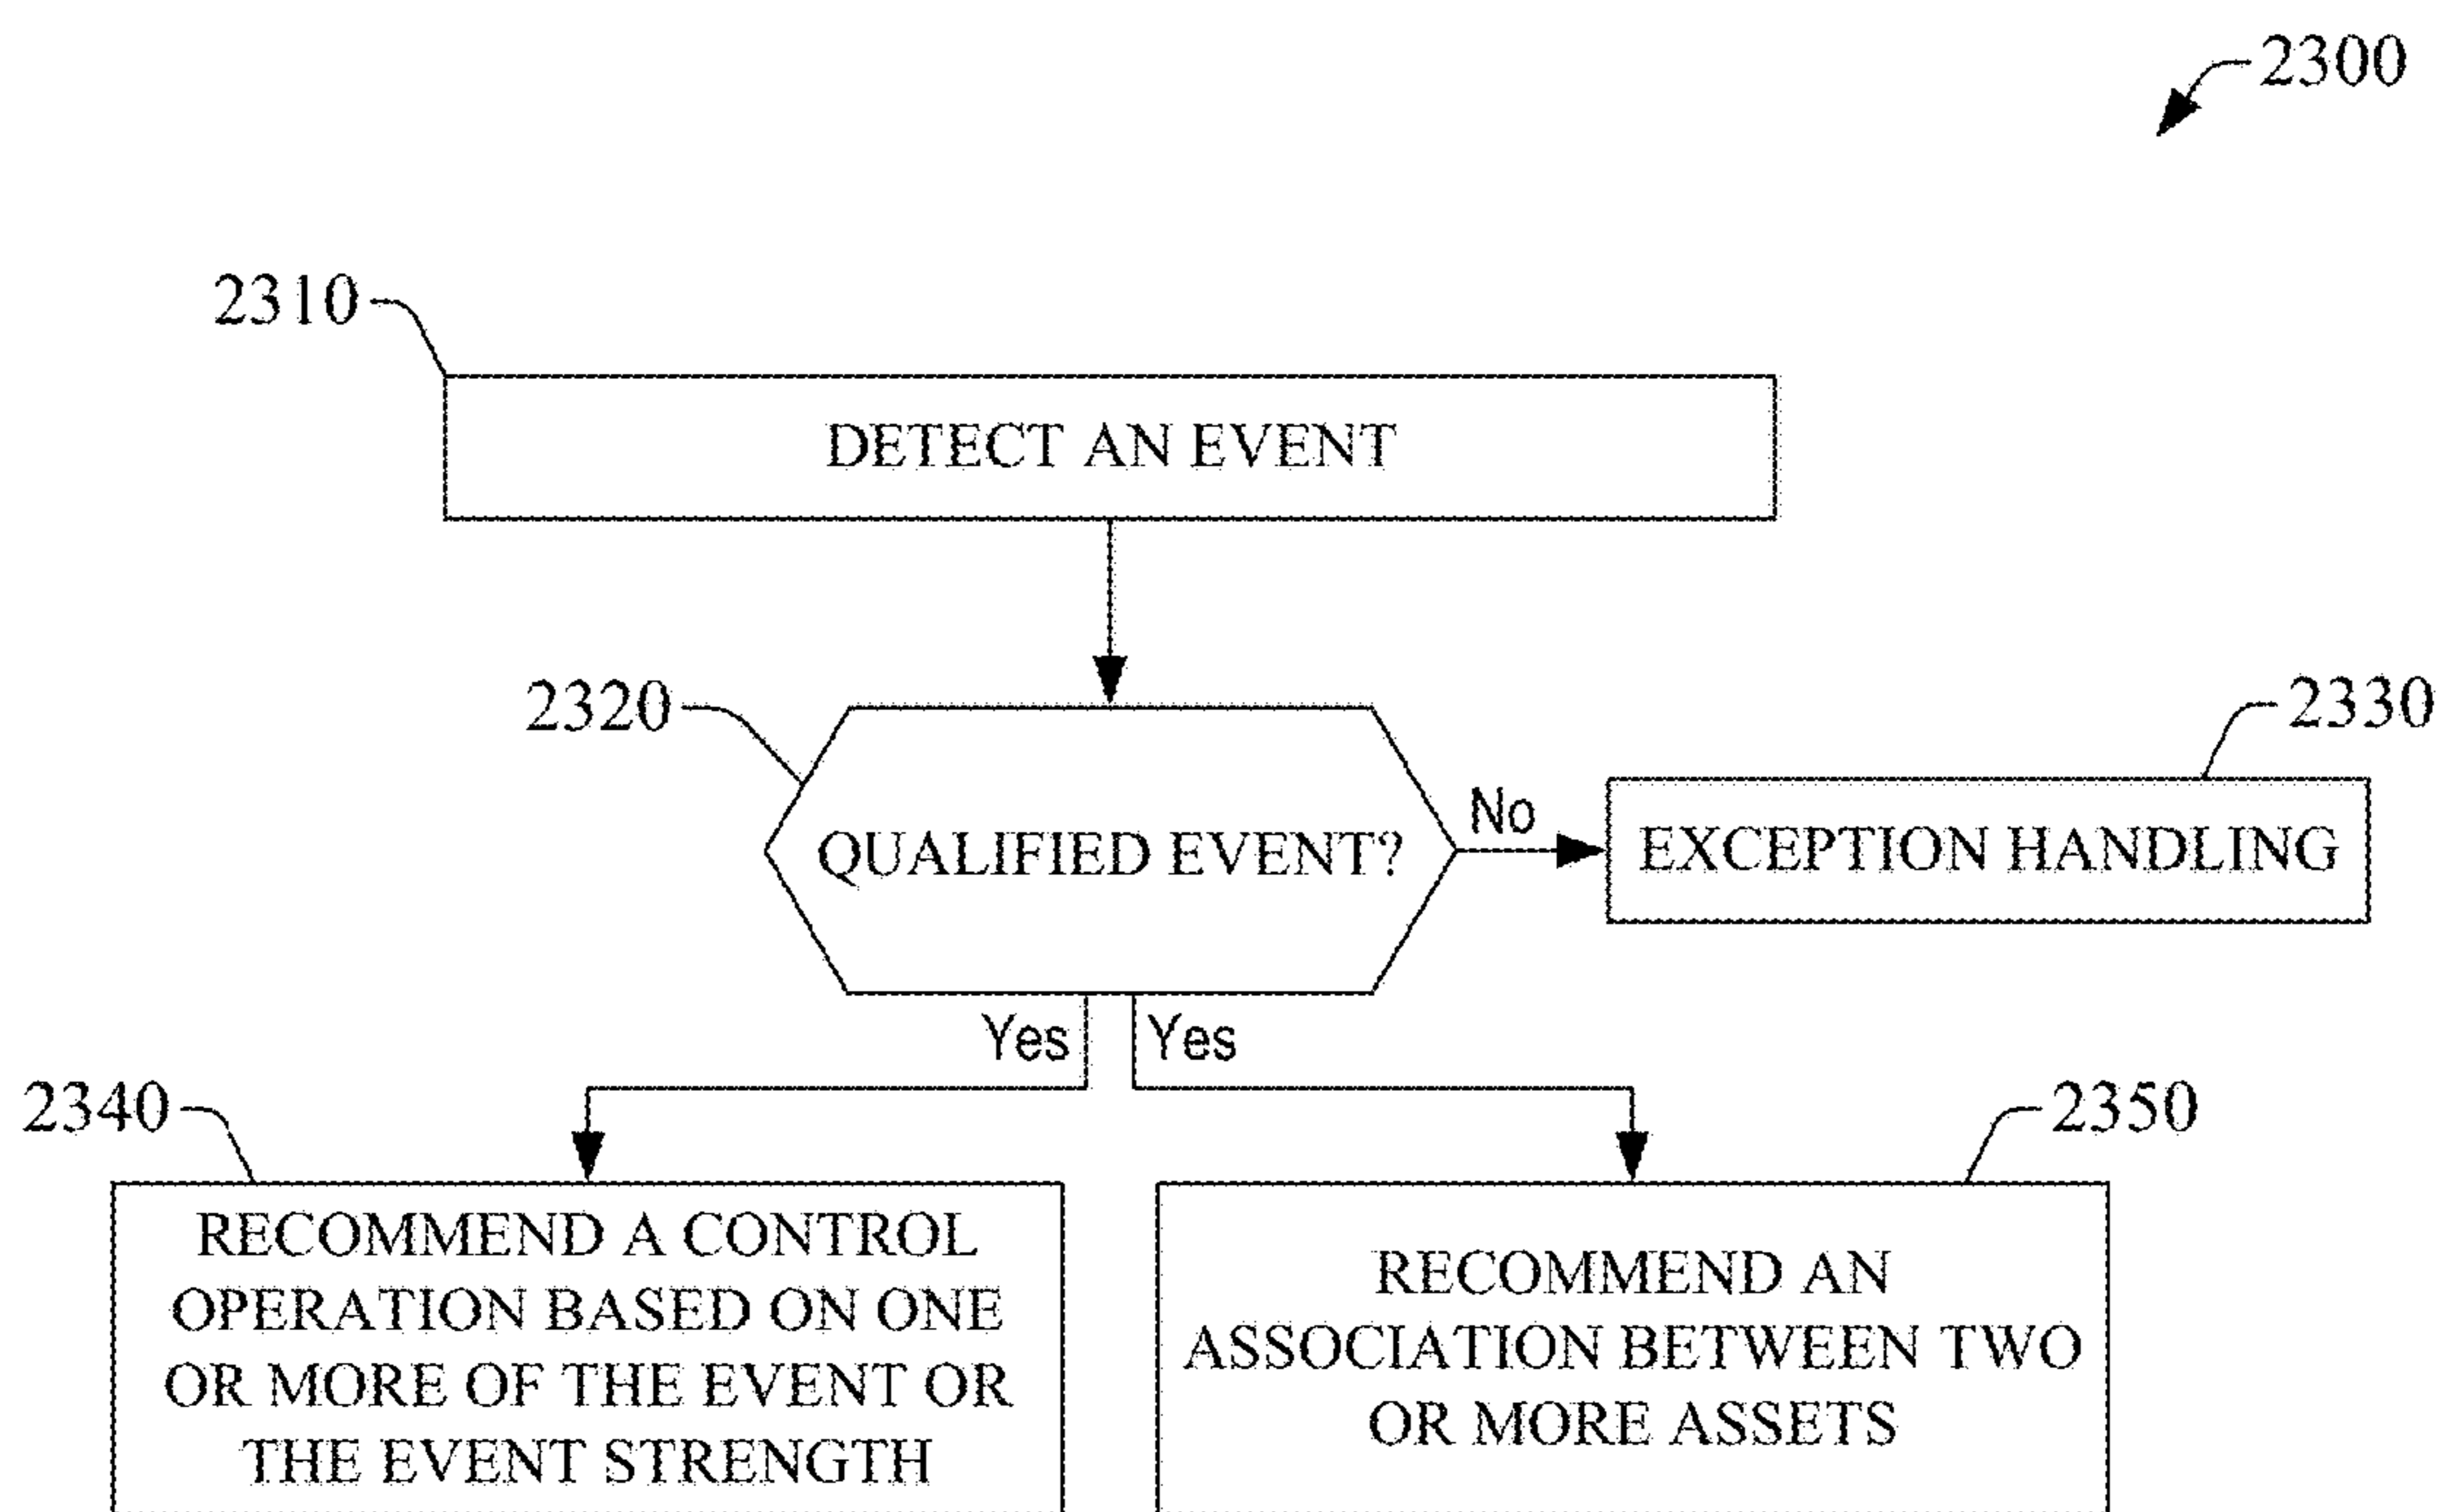 2300
2310
DETECT AN EVENT
2320
QUALIFIED EVENT?
No
2330
EXCEPTION HANDLING
Yes
Yes
2340
RECOMMEND A CONTROL
OPERATION BASED ON ONE
OR MORE OF THE EVENT OR
THE EVENT STRENGTH
2350
RECOMMEND AN
ASSOCIATION BETWEEN TWO
OR MORE ASSETS